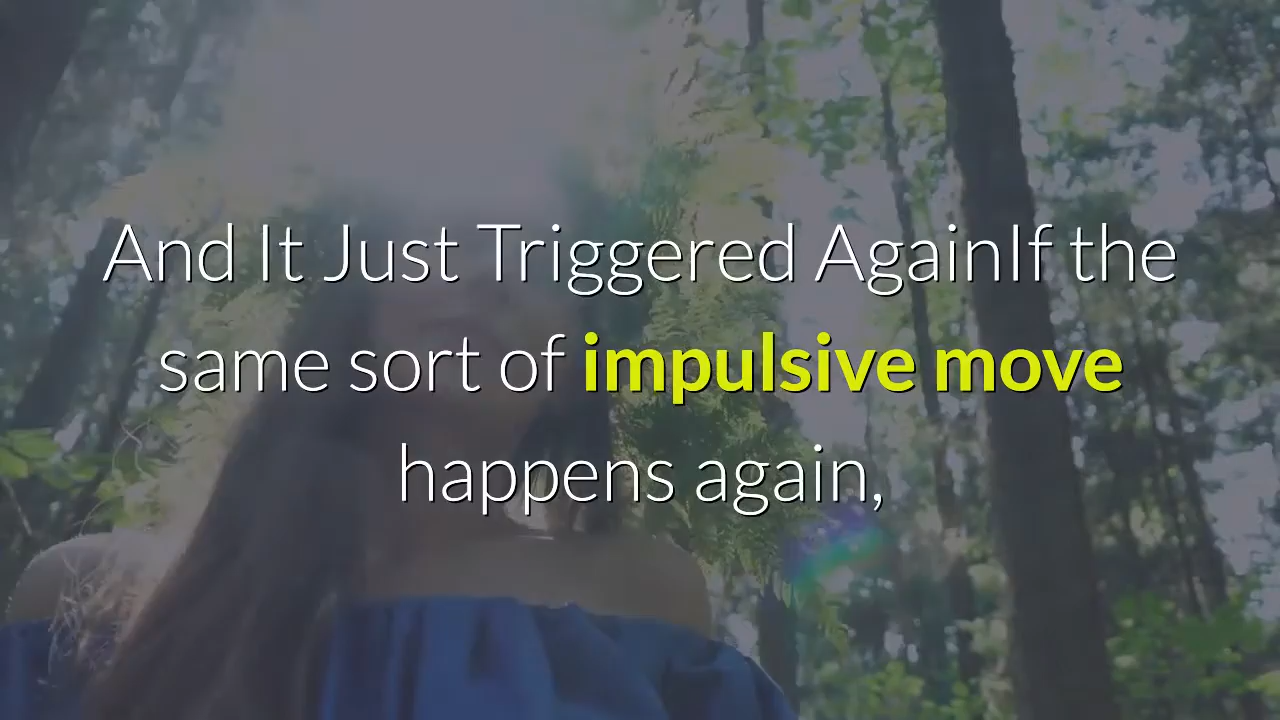 And It Just Triggered AgainIf the
same sort of impulsive move
happens again,